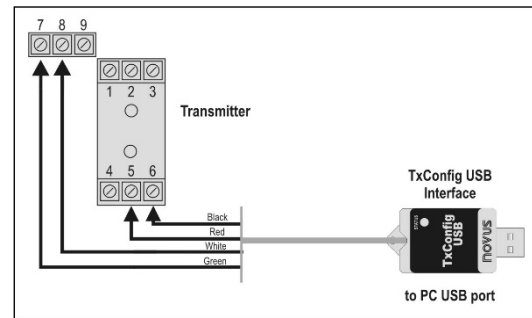 7 8 9
1 2 3
Transmitter
4 5 6
Black
Red
White
Green
TxConfig USB
Interface
STATUS
TxConfig
USB
novus
to PC USB port